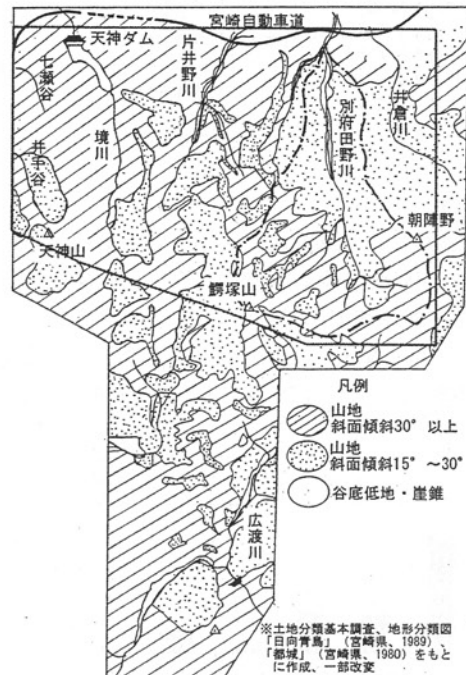 宮崎自動車道
天神ダム
片井野川
七瀬谷
境川
別府田野川
井倉川
井手谷
朝陣野
天神山
鰐塚山
凡例
山地
斜面傾斜30°以上
山地
斜面傾斜15°～30°
谷底低地・崖錐
広渡川
※土地分類基本調査、地形分類図
「日向青島」（宮崎県、1989）、
「都城」（宮崎県、1980）をもと
に作成、一部改変